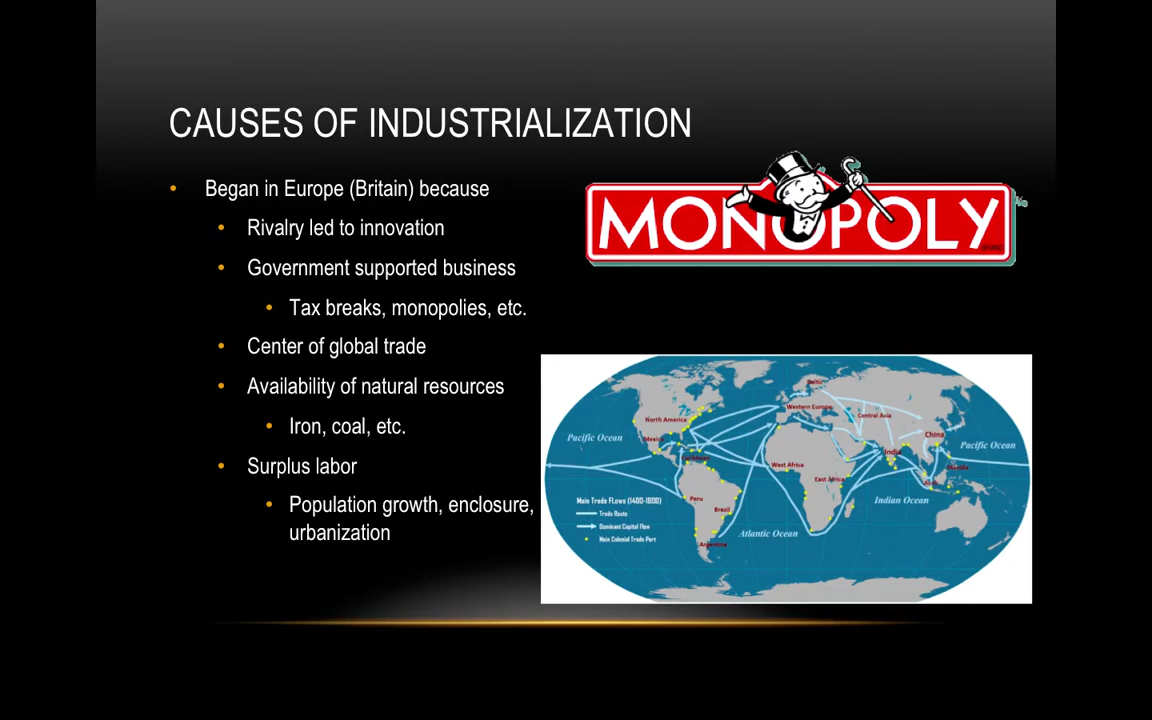 CAUSES OF INDUSTRIALIZATION
• Began in Europe (Britain) because
• Rivalry led to innovation
• Government supported business
• Tax breaks, monopolies, etc.
• Center of global trade
• Availability of natural resources
• Iron, coal, etc.
• Surplus labor
• Population growth, enclosure,
urbanization
MONOPOLY
Baltic
Western Europe
North America
Central Asia
Pacific Ocean
Mexico
China
Pacific Ocean
India
Caribbean
West Africa
Manila
East Africa
Peru
Indian Ocean
Brazil
Main Trade Flows (1400-1800)
Trade Route
Dominant Capital Flow
Main Colonial Trade Port
Atlantic Ocean
Argentina